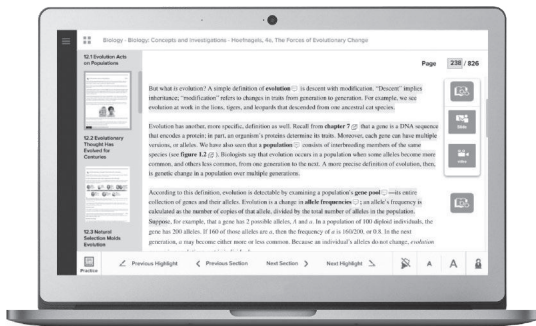 Biology - Biology: Concepts and Investigations - Hoefnagels, 4e, The Forces of Evolutionary Change
12.1 Evolution Acts
on Populations
12.2 Evolutionary
Thought Has
Evolved for
Centuries
12.3 Natural
Selection Molds
Evolution
Page 238 / 826
But what is evolution? A simple definition of evolution is descent with modification. "Descent" implies
inheritance; "modification" refers to changes in traits from generation to generation. For example, we see
evolution at work in the lions, tigers, and leopards that descended from one ancestral cat species.
Evolution has another, more specific, definition as well. Recall from chapter 7 that a gene is a DNA sequence
that encodes a protein; in part, an organism's proteins determine its traits. Moreover, each gene can have multiple
versions, or alleles. We have also seen that a population consists of interbreeding members of the same
species (see figure 1.2). Biologists say that evolution occurs in a population when some alleles become more
common, and others less common, from one generation to the next. A more precise definition of evolution, then,
is genetic change in a population over multiple generations.
According to this definition, evolution is detectable by examining a population's gene pool—its entire
collection of genes and their alleles. Evolution is a change in allele frequencies; an allele's frequency is
calculated as the number of copies of that allele, divided by the total number of alleles in the population.
Suppose, for example, that a gene has 2 possible alleles, A and a. In a population of 100 diploid individuals, the
gene has 200 alleles. If 160 of those alleles are a, then the frequency of a is 160/200, or 0.8. In the next
generation, a may become either more or less common. Because an individual's alleles do not change, evolution
Slide
Video
Practice
Previous Highlight
Previous Section
Next Section
Next Highlight
A
A